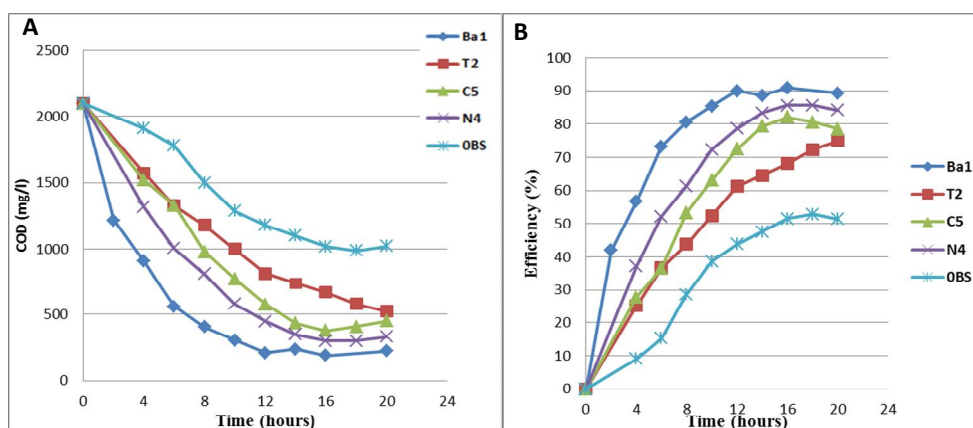 A
2500
2000
1500
1000
500
0
COD (mg/l)
0 4 8 12 16 20 24
Time (hours)
Ba1
T2
C5
N4
0BS
B
100
90
80
70
60
50
40
30
20
10
0
Efficiency (%)
0 4 8 12 16 20 24
Time (hours)
Ba1
T2
C5
N4
0BS